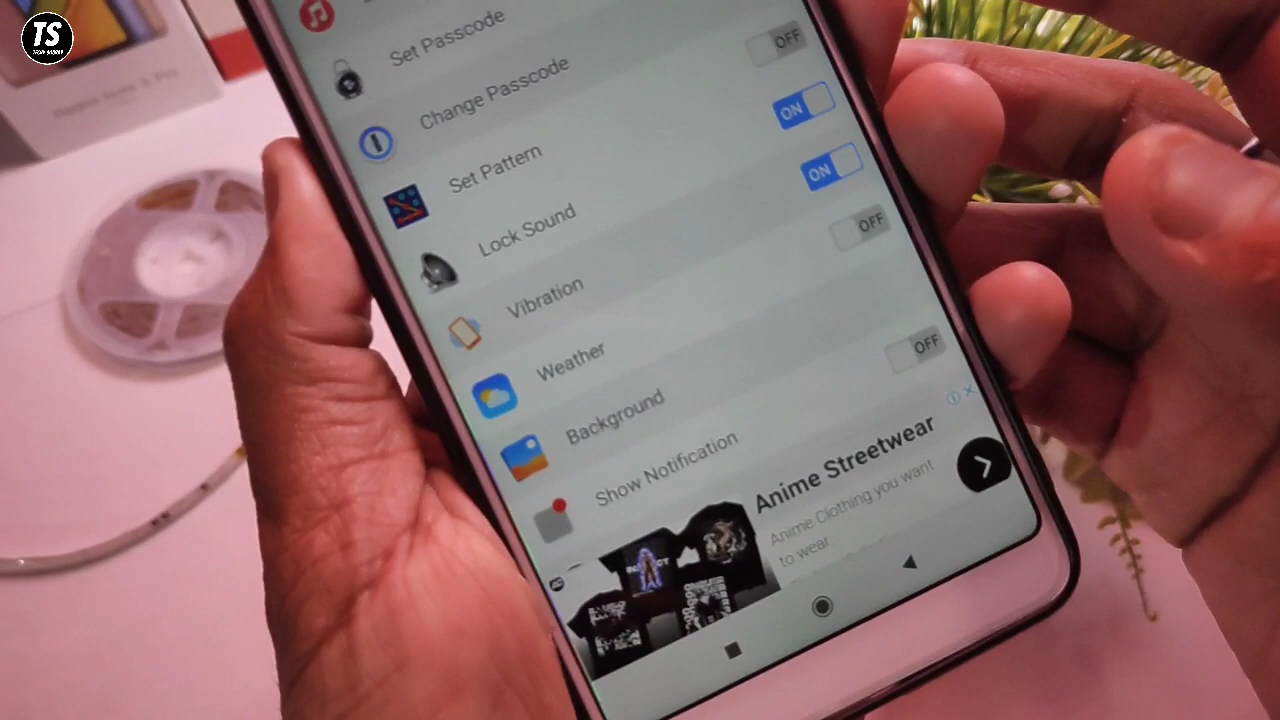 TS
Set Passcode
Change Passcode
OFF
Set Pattern
ON
Lock Sound
ON
Vibration
OFF
Weather
Background
OFF
Show Notification
Anime Streetwear
Anime Clothing you want
to wear